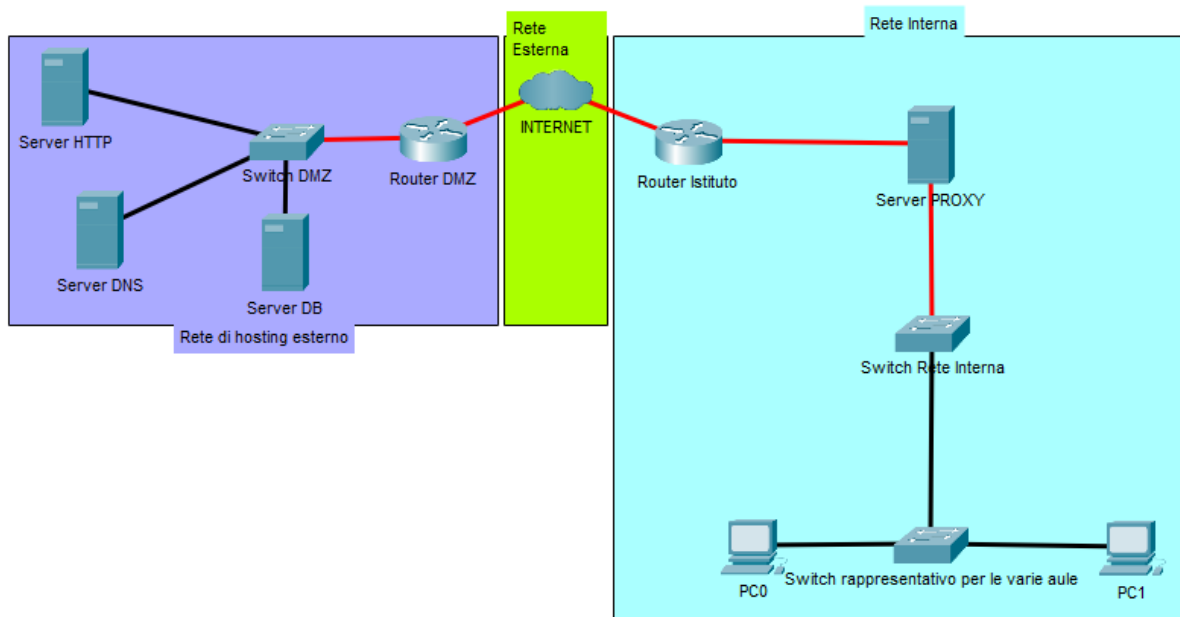 Server HTTP
Switch DMZ
Router DMZ
Server DNS
Server DB
Rete di hosting esterno
Rete
Esterna
INTERNET
Rete Interna
Router Istituto
Server PROXY
Switch Rete Interna
Switch rappresentativo per le varie aule
PC0
PC1